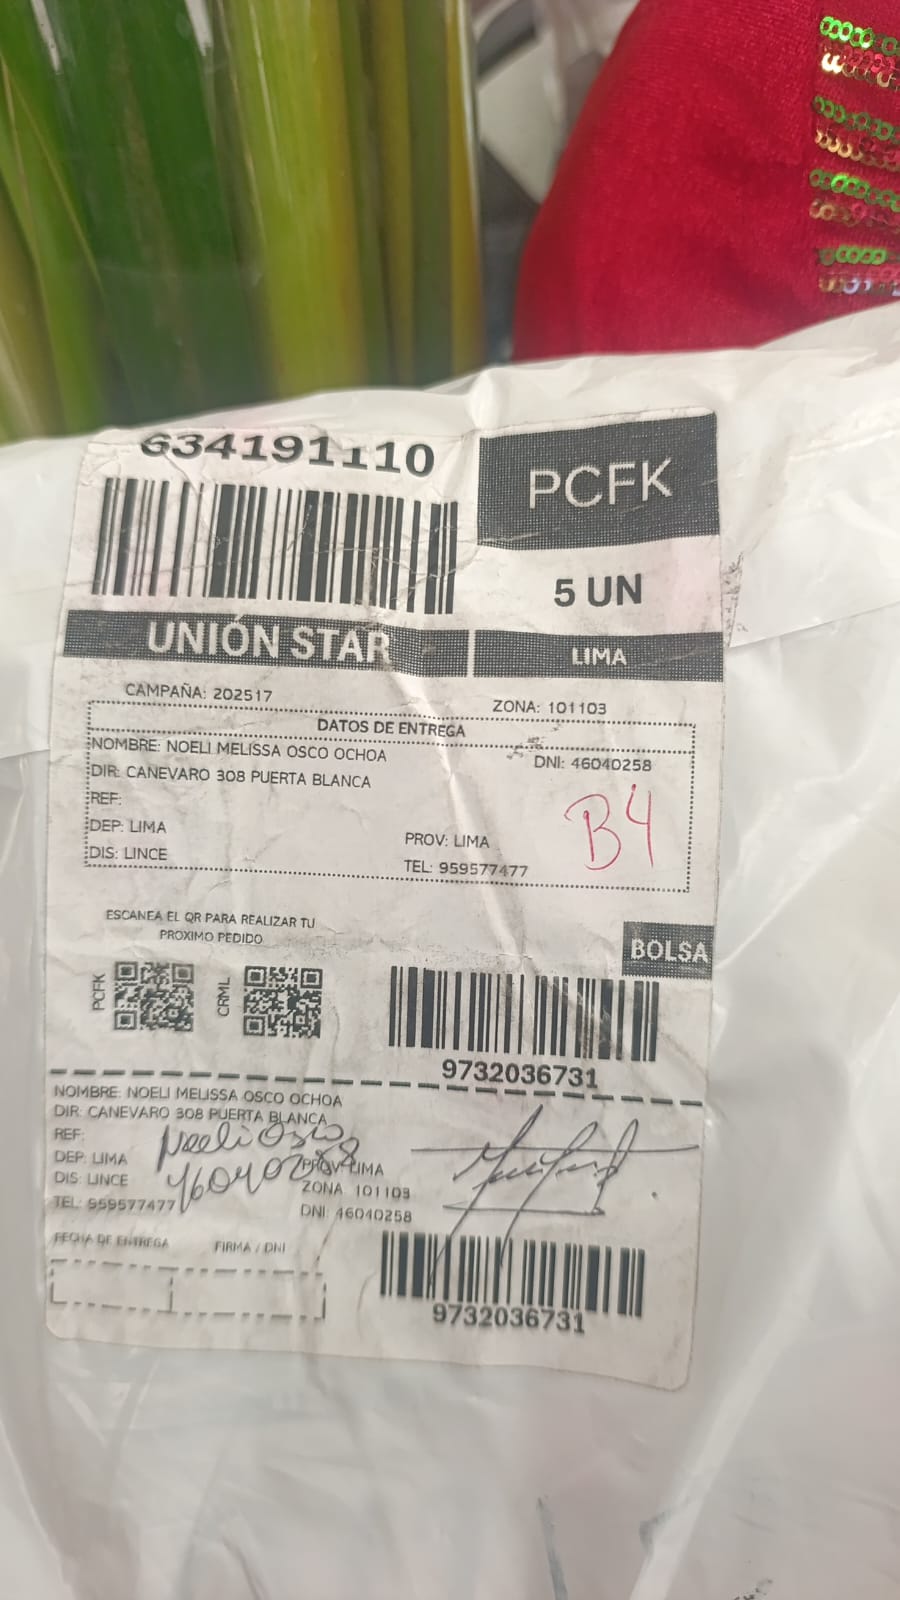 634191110
PCFK
5 UN
UNIÓN STAR
LIMA
CAMPAÑA: 202517
ZONA: 101103
DATOS DE ENTREGA
NOMBRE: NOELI MELISSA OSCO OCHOA
DNI: 46040258
DIR: CANEVARO 308 PUERTA BLANCA
REF:
B4
DEP: LIMA
PROV: LIMA
DIS: LINCE
TEL: 959577477
ESCANEA EL QR PARA REALIZAR TU
PROXIMO PEDIDO
BOLSA
PCFK
CRML
9732036731
NOMBRE: NOELI MELISSA OSCO OCHOA
DIR: CANEVARO 308 PUERTA BLANCA
REF:
Noeli Osco
DEP: LIMA
PROV: LIMA
DIS: LINCE
ZONA 101103
TEL: 959577477
DNI: 46040258
FECHA DE ENTREGA
FIRMA / DNI
9732036731